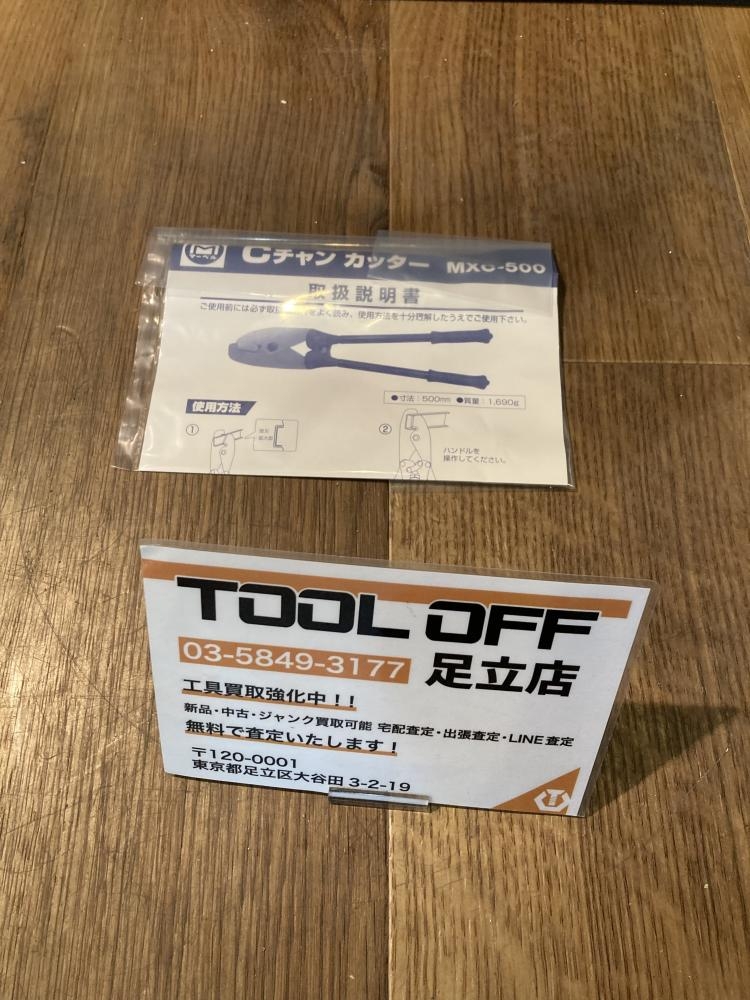 M
マーベル
Cチャン カッター MXC-500
取扱説明書
ご使用前には必ず取扱 をよく読み、使用方法を十分理解したうえでご使用下さい。
●寸法:500mm ●質量:1,690g
使用方法
①
②
ハンドルを
操作してください。
TOOL OFF
03-5849-3177 足立店
工具買取強化中!!
新品・中古・ジャンク買取可能 宅配査定・出張査定・LINE査定
無料で査定いたします!
〒120-0001
東京都足立区大谷田 3-2-19